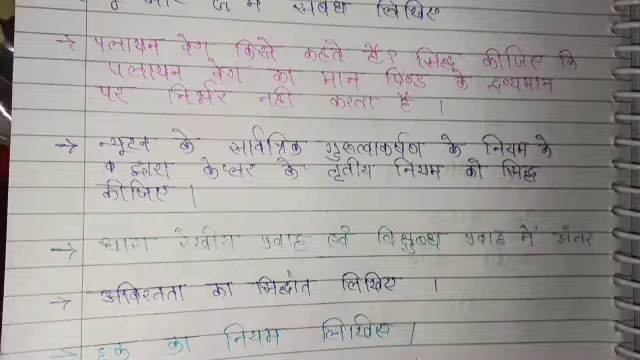 g और G में संबंध लिखिए
→ पलायन वेग किसे कहते है? सिद्ध कीजिए कि
पलायन वेग का मान पिण्ड के द्रव्यमान
पर निर्भर नही करता है ।
→ न्यूटन के सार्वत्रिक गुरुत्वाकर्षण के नियम के
द्वारा केप्लर के तृतीय नियम को सिद्ध
कीजिए ।
→ धारा रेखीय प्रवाह एवं विक्षुब्ध प्रवाह में अंतर
→ अविरतता का सिद्धांत लिखिए ।
→ हुक का नियम लिखिए ।